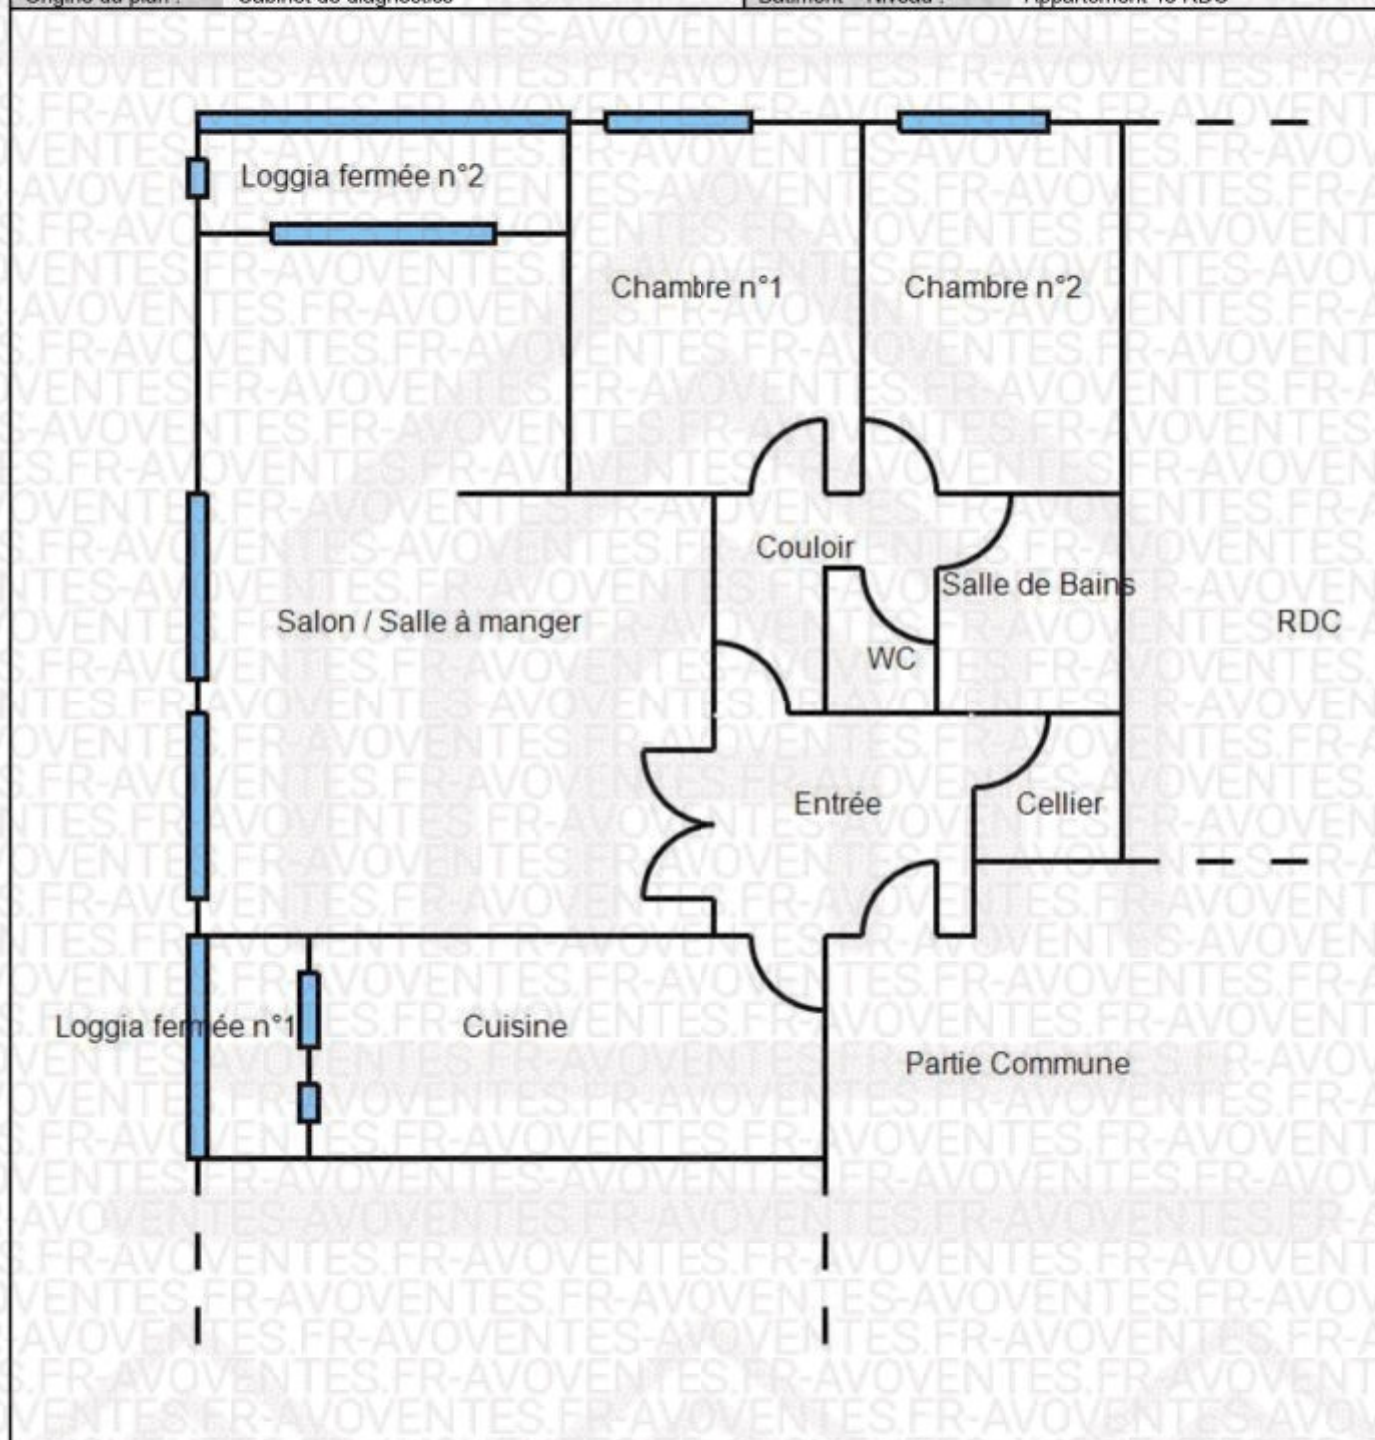 Loggia fermée n°2
Chambre n°1
Chambre n°2
Couloir
Salle de Bains
Salon / Salle à manger
RDC
WC
Entrée
Cellier
Loggia fermée n°1
Cuisine
Partie Commune